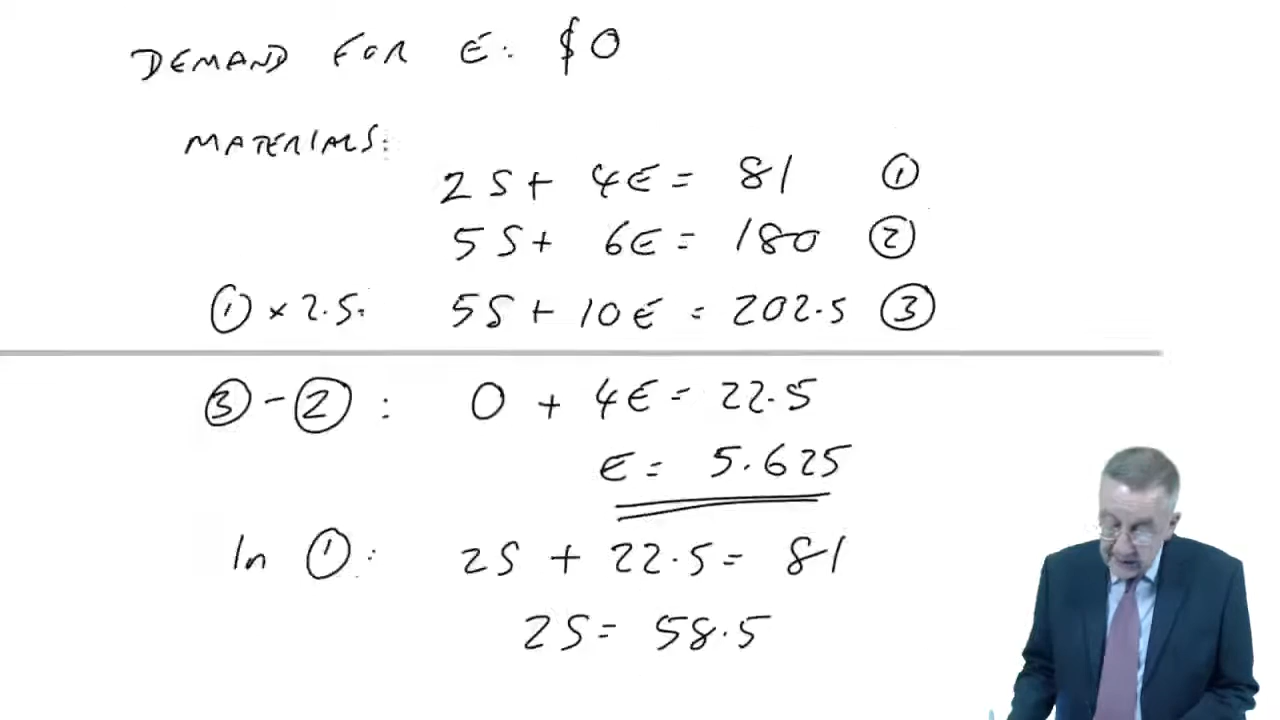 DEMAND FOR E: $0
MATERIALS:
2S + 4E = 81 ①
5S + 6E = 180 ②
① × 2.5: 5S + 10E = 202.5 ③
③ - ②: 0 + 4E = 22.5
E = 5.625
In ①: 2S + 22.5 = 81
2S = 58.5